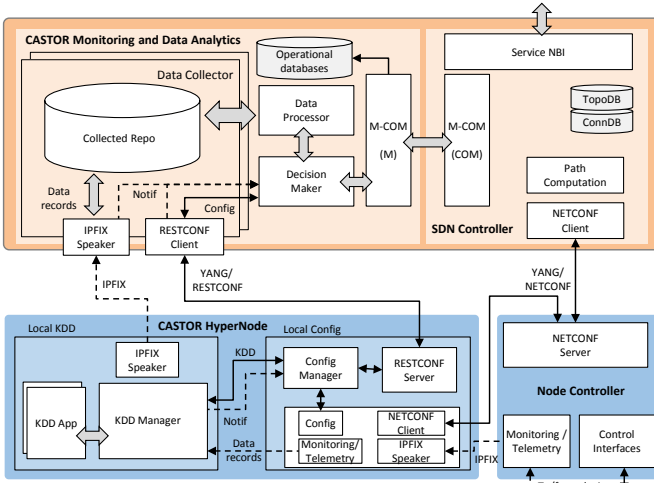 CASTOR Monitoring and Data Analytics
Operational
databases
Service NBI
Data Collector
TopoDB
ConnDB
Collected Repo
Data
Processor
M-COM
(M)
M-COM
(COM)
Decision
Maker
Path
Computation
Data
records
Notif
Config
IPFIX
Speaker
RESTCONF
Client
SDN Controller
NETCONF
Client
IPFIX
YANG/
RESTCONF
YANG/
NETCONF
Local KDD
CASTOR HyperNode
Local Config
IPFIX
Speaker
KDD
Config
Manager
RESTCONF
Server
NETCONF
Server
Node Controller
KDD App
KDD Manager
Notif
Config
NETCONF
Client
Data
records
Monitoring/
Telemetry
IPFIX
Speaker
IPFIX
Monitoring /
Telemetry
Control
Interfaces